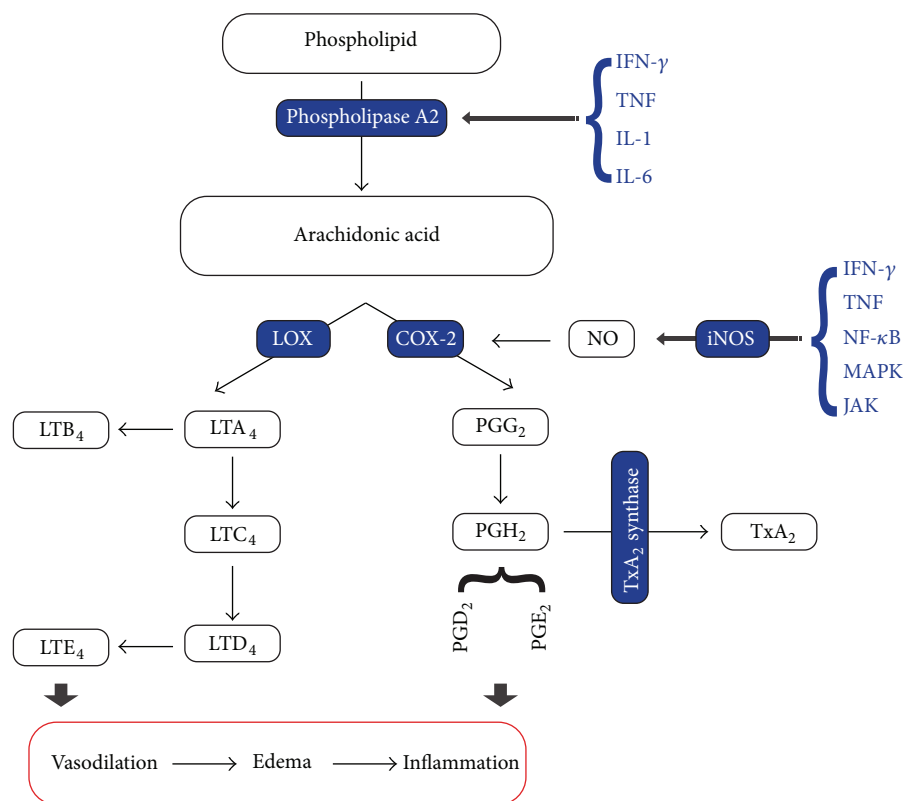 Phospholipid
Phospholipase A2
IFN-γ
TNF
IL-1
IL-6
Arachidonic acid
LOX
COX-2
NO
iNOS
IFN-γ
TNF
NF-κB
MAPK
JAK
LTB₄
LTA₄
PGG₂
LTC₄
PGH₂
TxA₂ synthase
TxA₂
PGD₂
PGE₂
LTE₄
LTD₄
Vasodilation
Edema
Inflammation